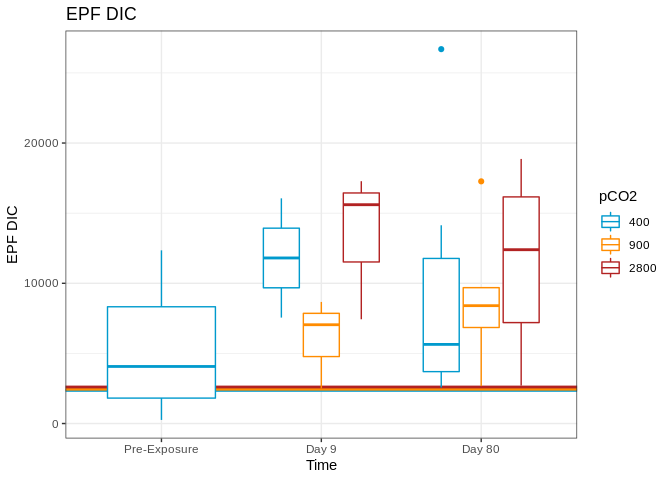 EPF DIC
EPF DIC
20000
10000
0
Pre-Exposure
Day 9
Day 80
Time
pCO2
400
900
2800